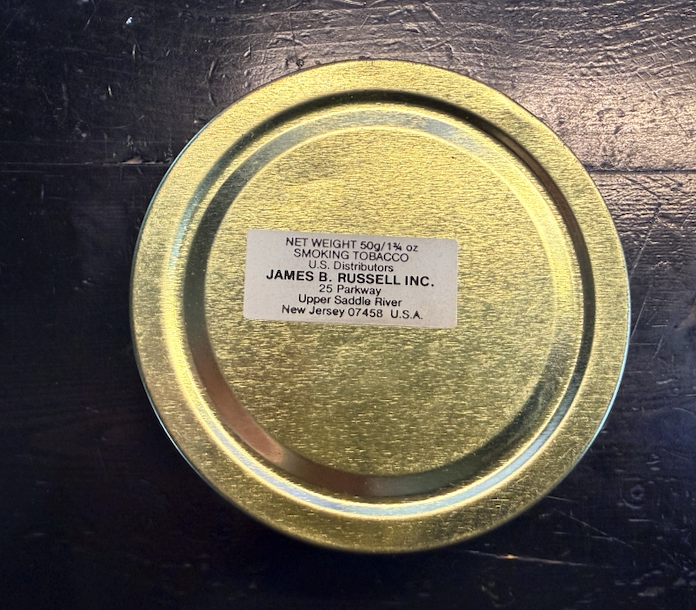 NET WEIGHT 50g/1¾ oz
SMOKING TOBACCO
U.S. Distributors
JAMES B. RUSSELL INC.
25 Parkway
Upper Saddle River
New Jersey 07458 U.S.A.